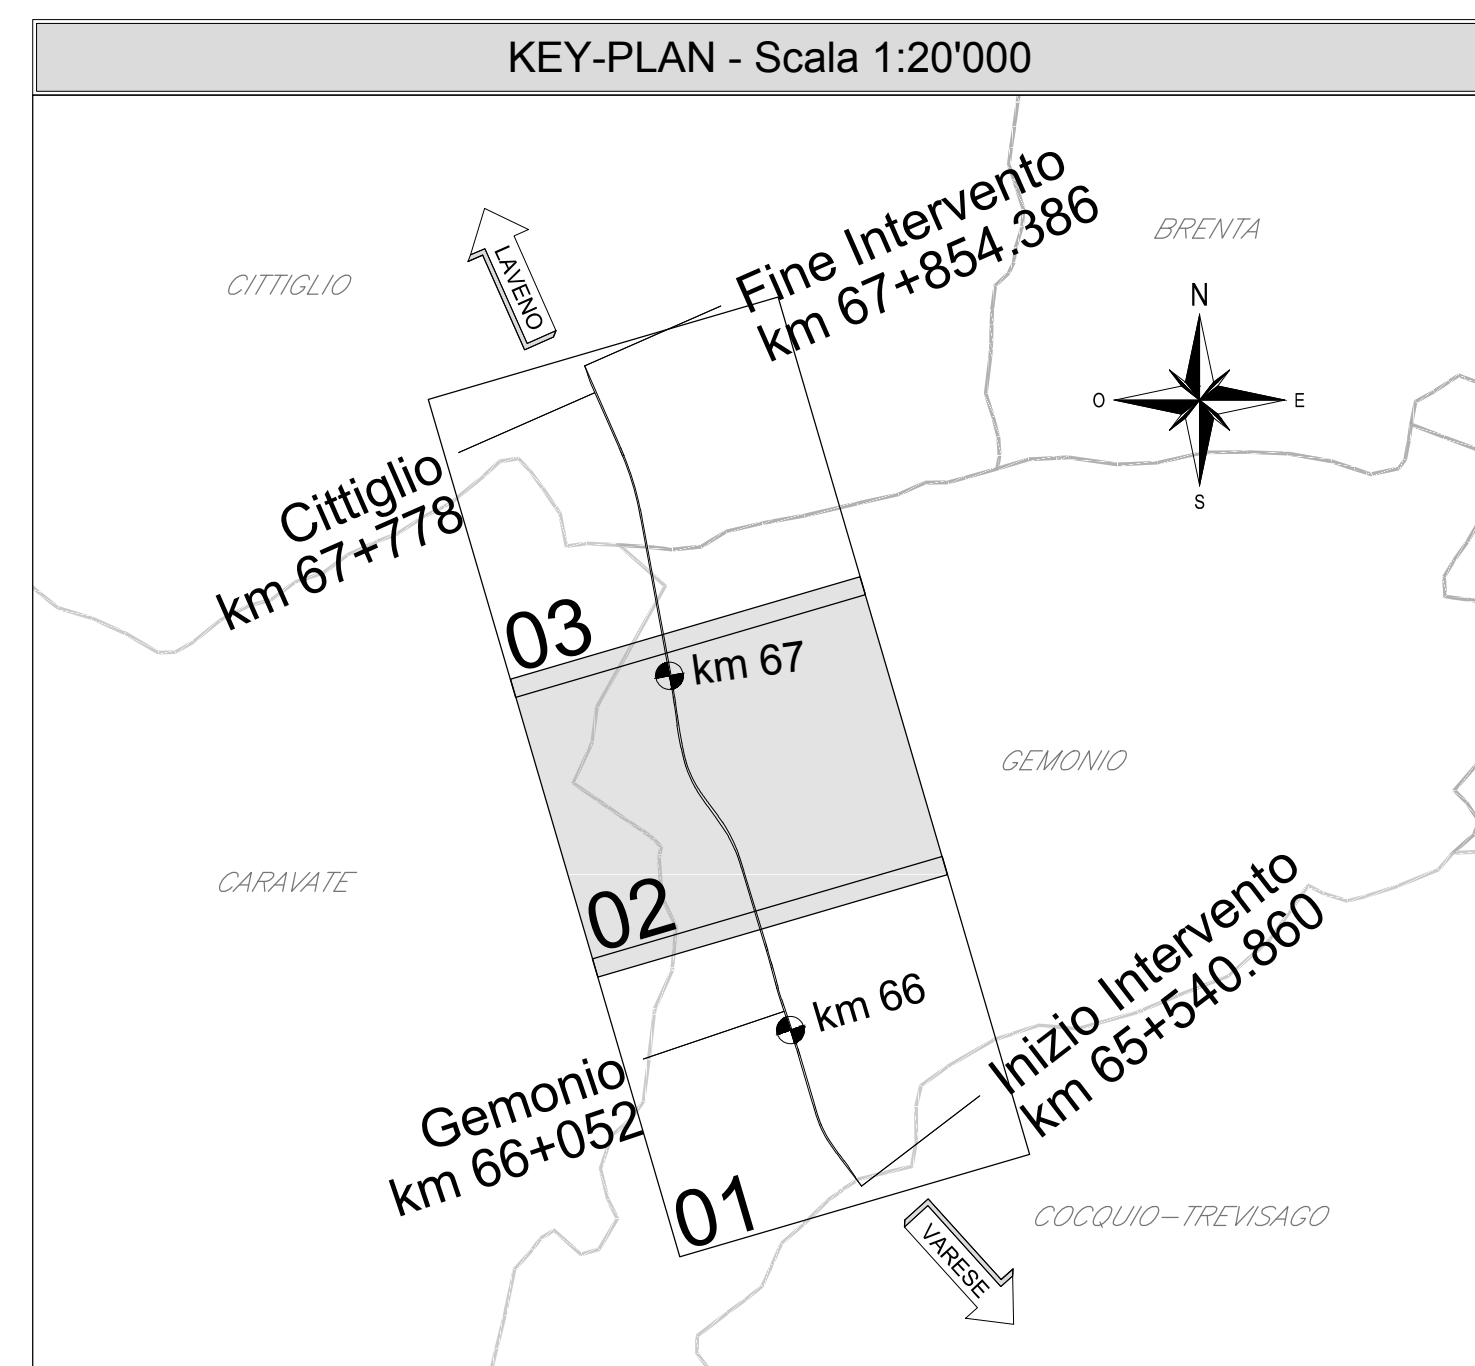 KEY-PLAN - Scala 1:20'000
Fine Intervento
km 67+854.386
BRENTA
LAVENO
CITTIGLIO
N
O
E
S
Cittiglio
km 67+778
03
km 67
GEMONIO
CARAVATE
02
Inizio Intervento
km 65+540.860
km 66
Gemonio
km 66+052
01
COCQUIO-TREVISAGO
VARESE